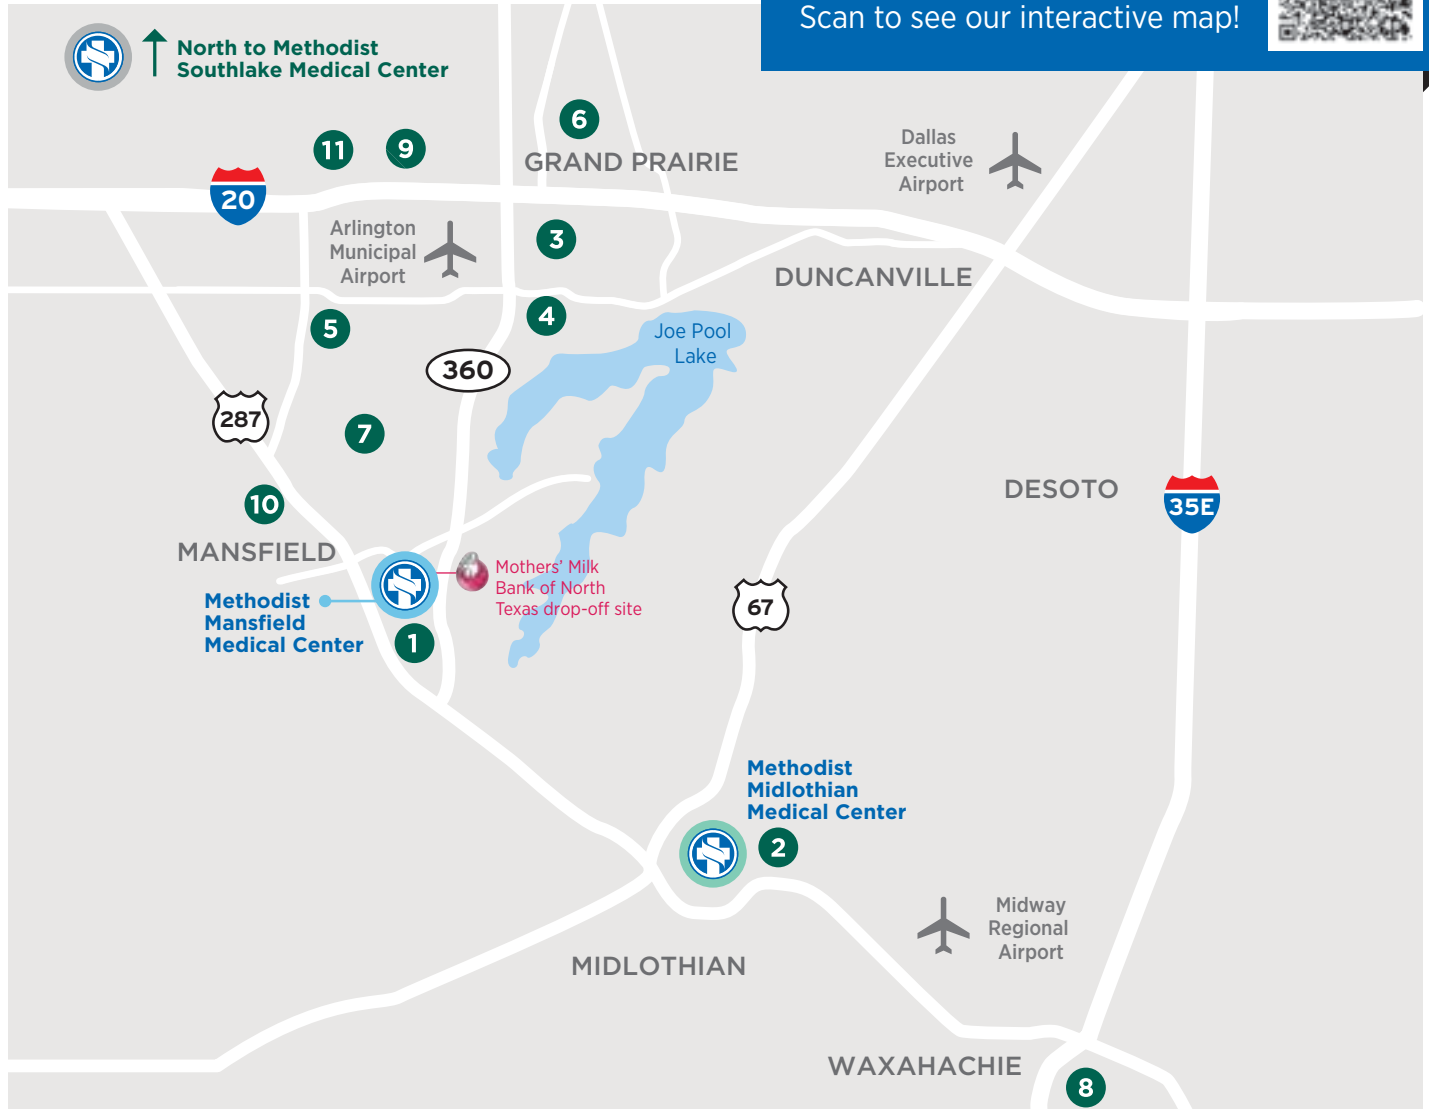 Scan to see our interactive map!
North to Methodist
Southlake Medical Center
6
11
9
GRAND PRAIRIE
Dallas
Executive
Airport
20
Arlington
Municipal
Airport
3
DUNCANVILLE
4
5
Joe Pool
Lake
360
287
7
10
DESOTO
35E
MANSFIELD
Mothers' Milk
Bank of North
Texas drop-off site
Methodist
Mansfield
Medical Center
67
1
Methodist
Midlothian
Medical Center
2
Midway
Regional
Airport
MIDLOTHIAN
WAXAHACHIE
8